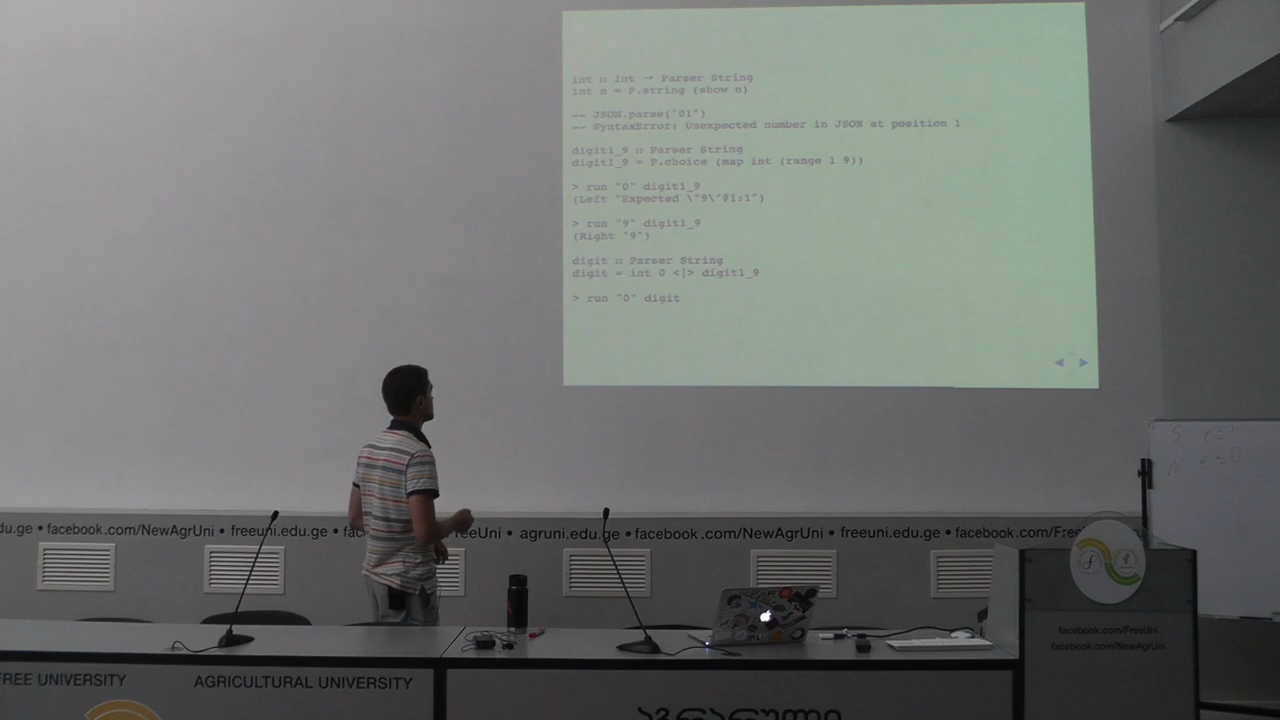 int :: Int → Parser String
int n = P.string (show n)
-- JSON.parse("01")
-- SyntaxError: Unexpected number in JSON at position 1
digit1_9 :: Parser String
digit1_9 = P.choice (map int (range 1 9))
> run "0" digit1_9
(Left "Expected \"9\"@1:1")
> run "9" digit1_9
(Right "9")
digit :: Parser String
digit = int 0 <|> digit1_9
> run "0" digit
du.ge • facebook.com/NewAgrUni • freeuni.edu.ge • fac eeUni • agruni.edu.ge • facebook.com/NewAgrUni • freeuni.edu.ge • facebook.com/Free
facebook.com/FreeUni
facebook.com/NewAgrUni
FREE UNIVERSITY AGRICULTURAL UNIVERSITY